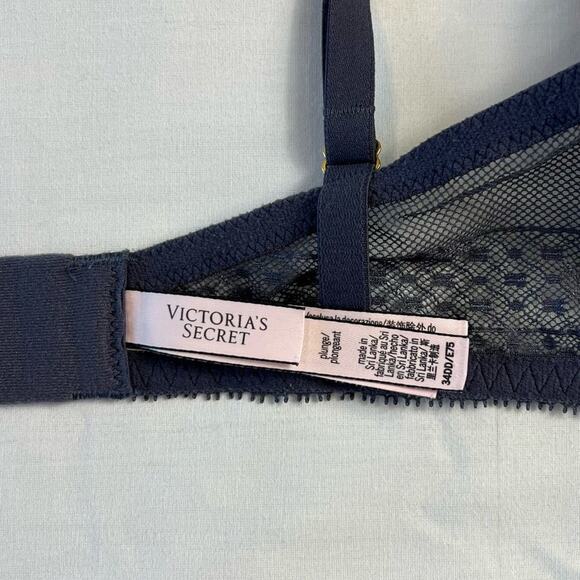 VICTORIA'S
SECRET
plunge/
plongeant
made in
Sri Lanka/
fabriqué au Sri
Lanka/hecho
en Sri Lanka/
fabbricato in
Sri Lanka/ 斯
里兰卡制造
34DD/E75